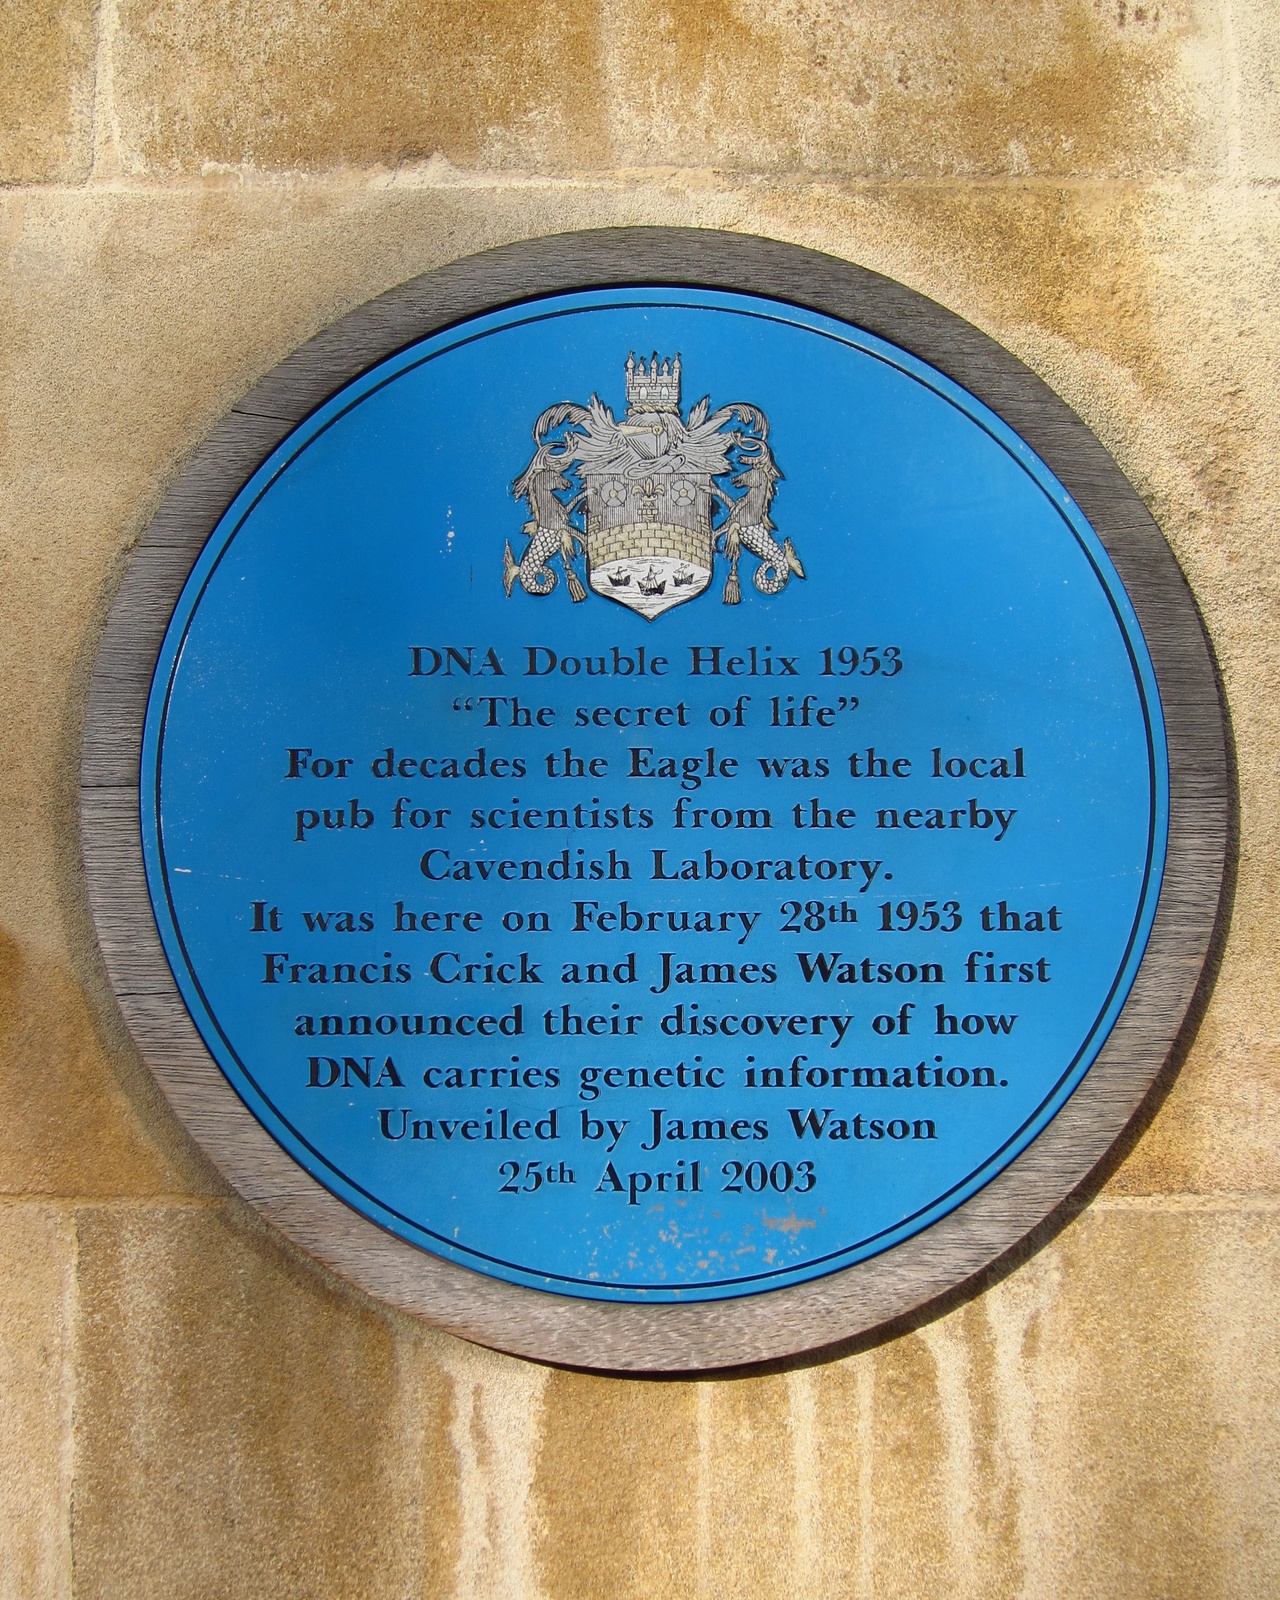 DNA Double Helix 1953
“The secret of life”
For decades the Eagle was the local
pub for scientists from the nearby
Cavendish Laboratory.
It was here on February 28th 1953 that
Francis Crick and James Watson first
announced their discovery of how
DNA carries genetic information.
Unveiled by James Watson
25th April 2003